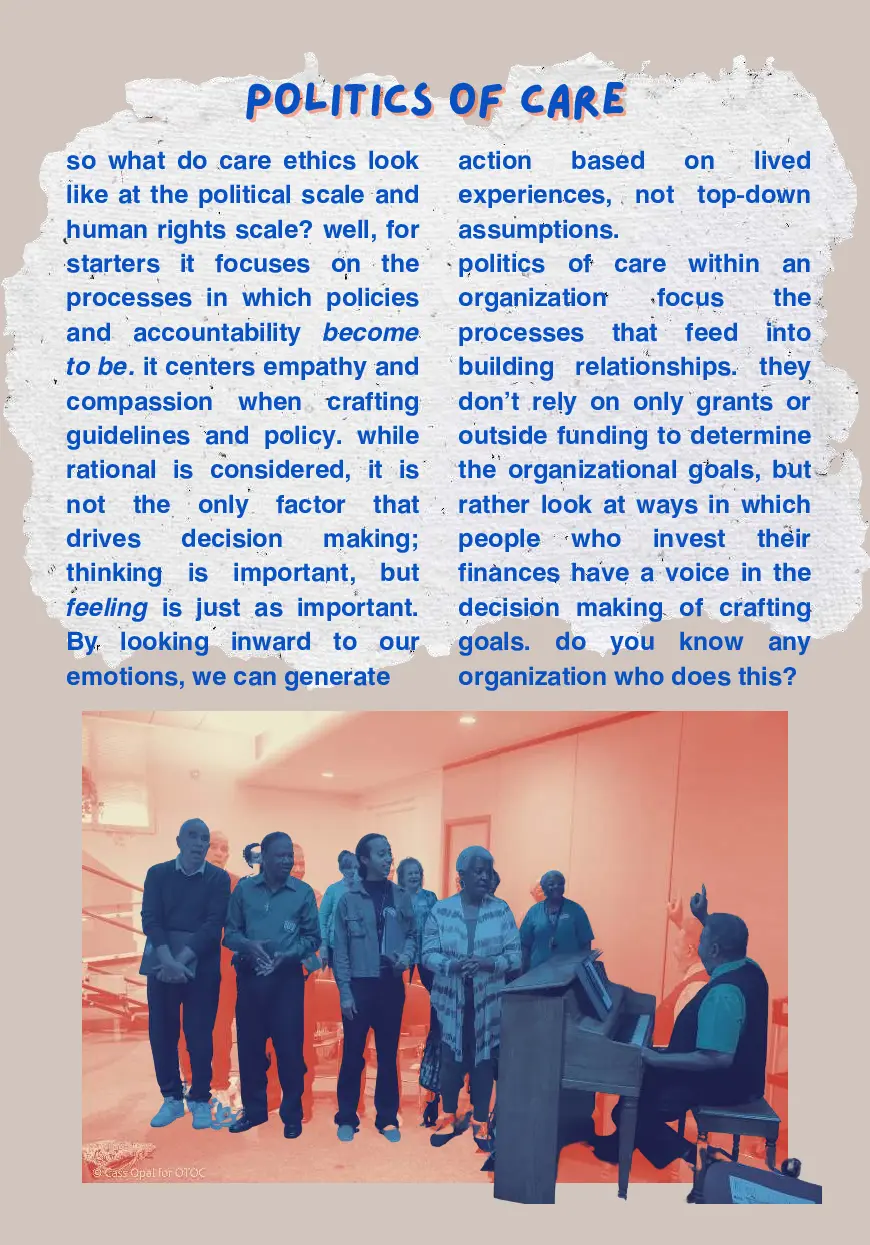 POLITICS OF CARE
so what do care ethics look
like at the political scale and
human rights scale? well, for
starters it focuses on the
processes in which policies
and accountability become
to be. it centers empathy and
compassion when crafting
guidelines and policy. while
rational is considered, it is
not the only factor that
drives decision making;
thinking is important, but
feeling is just as important.
By looking inward to our
emotions, we can generate
action based on lived
experiences, not top-down
assumptions.
politics of care within an
organization focus the
processes that feed into
building relationships. they
don’t rely on only grants or
outside funding to determine
the organizational goals, but
rather look at ways in which
people who invest their
finances have a voice in the
decision making of crafting
goals. do you know any
organization who does this?
© Cass Opal for OTOC